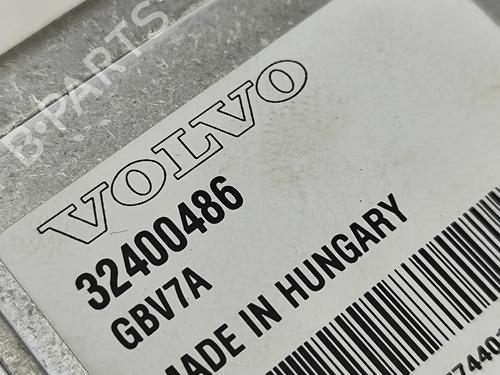 B-PARTS
VOLVO
32400486
GBV7A
MADE IN HUNGARY